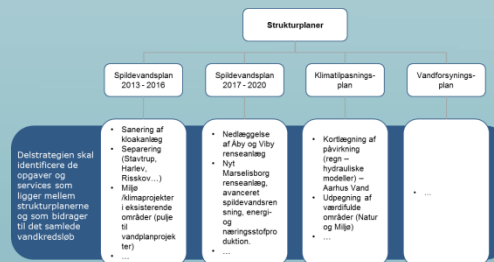 Strukturplaner
Spildevandsplan
2013 - 2016
Spildevandsplan
2017 - 2020
Klimatilpasnings-
plan
Vandforsynings-
plan
Delstrategien skal
identificere de
opgaver og
services som
ligger mellem
strukturplanerne
og som bidrager
til det samlede
vandkredsløb
• Sanering af
kloakanlæg
• Separering
(Stavtrup,
Harlev,
Risskov...)
• Miljø
/klimaprojekter
i eksisterende
områder (pulje
til
vandplanprojek
ter)
• ...
• Nedlæggelse
af Åby og Viby
renseanlæg
• Nyt
Marselisborg
renseanlæg,
avanceret
spildevandsren
sning, energi-
og
næringsstofpro
duktion.
• ...
• Kortlægning af
påvirkning
(regn –
hydrauliske
modeller) –
Aarhus Vand
• Udpegning af
værdifulde
områder (Natur
og Miljø)
• ...
• ...